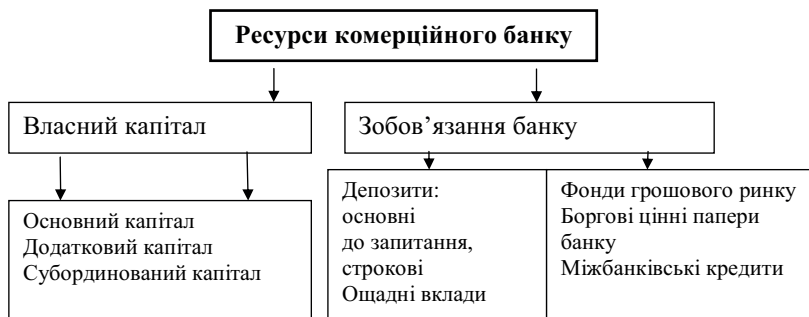 Ресурси комерційного банку
Власний капітал
Зобов’язання банку
Основний капітал
Додатковий капітал
Субординований капітал
Депозити:
основні
до запитання,
строкові
Ощадні вклади
Фонди грошового ринку
Боргові цінні папери
банку
Міжбанківські кредити